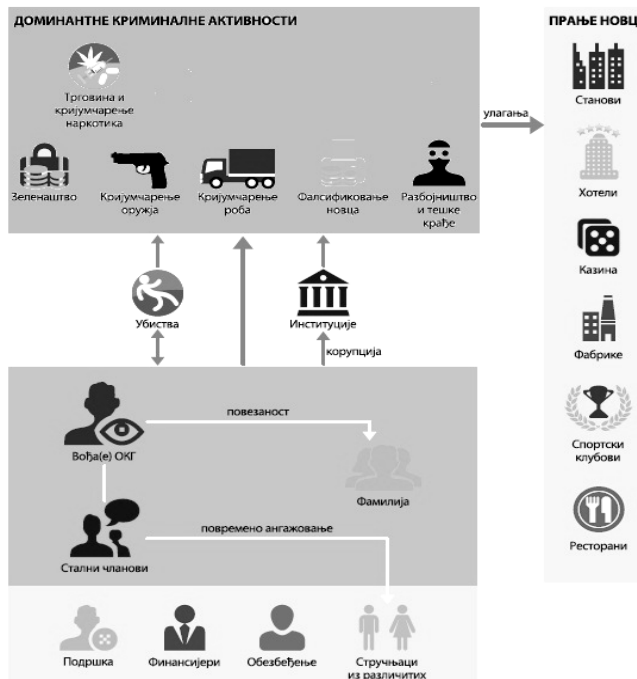 ДОМИНАНТНЕ КРИМИНАЛНЕ АКТИВНОСТИ
Трговина и
кријумчарење
наркотика
Зеленаштво
Кријумчарење
оружја
Кријумчарење
роба
Фалсификовање
новца
Разбојништво
и тешке
крађе
улагања
ПРАЊЕ НОВЦ
Станови
Хотели
Казина
Фабрике
Спортски
клубови
Ресторани
Убиства
Институције
корупција
Вођа(е) ОКГ
повезаност
Фамилија
Стални чланови
повремено ангажовање
Подршка
Финансијери
Обезбеђење
Стручњаци
из различитих